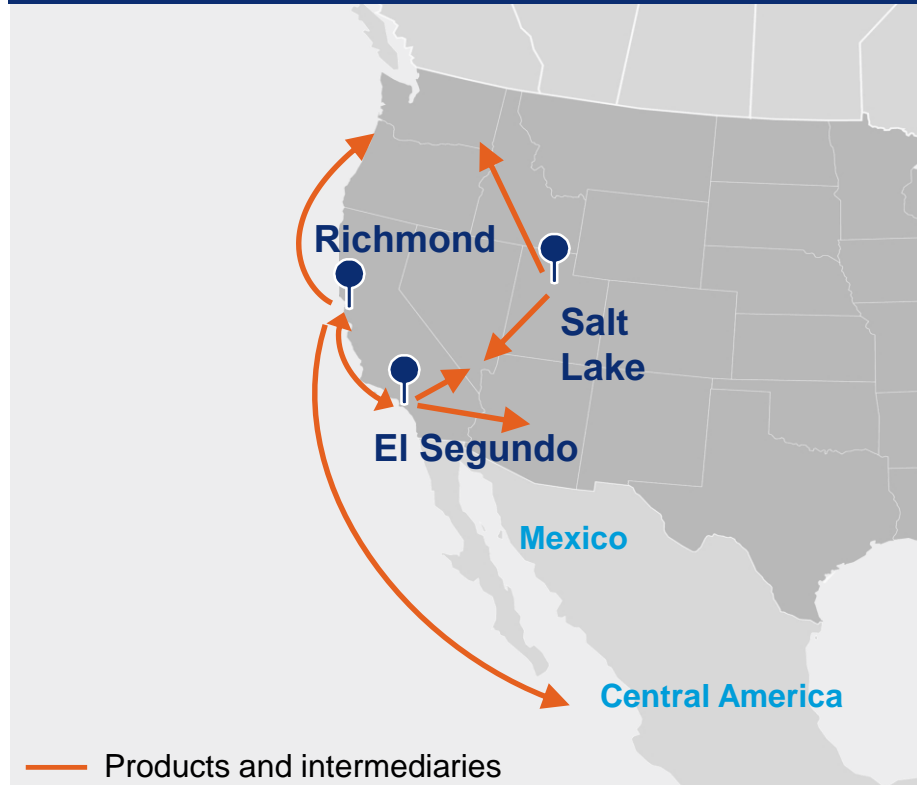 Richmond
Salt
Lake
El Segundo
Mexico
Central America
Products and intermediaries